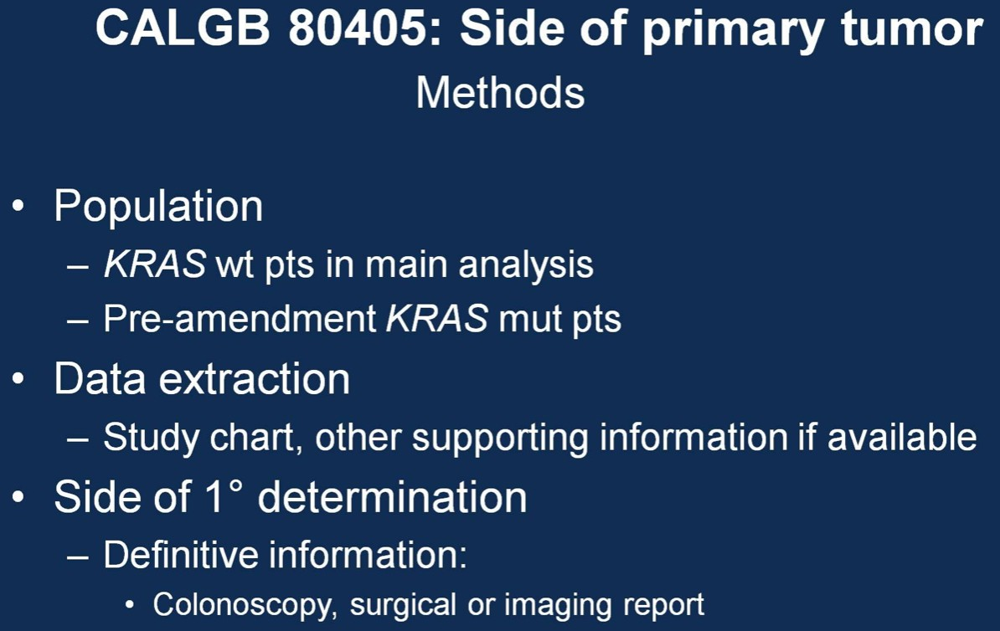 CALGB 80405: Side of primary tumor
Methods
• Population
– KRAS wt pts in main analysis
– Pre-amendment KRAS mut pts
• Data extraction
– Study chart, other supporting information if available
• Side of 1° determination
– Definitive information:
• Colonoscopy, surgical or imaging report